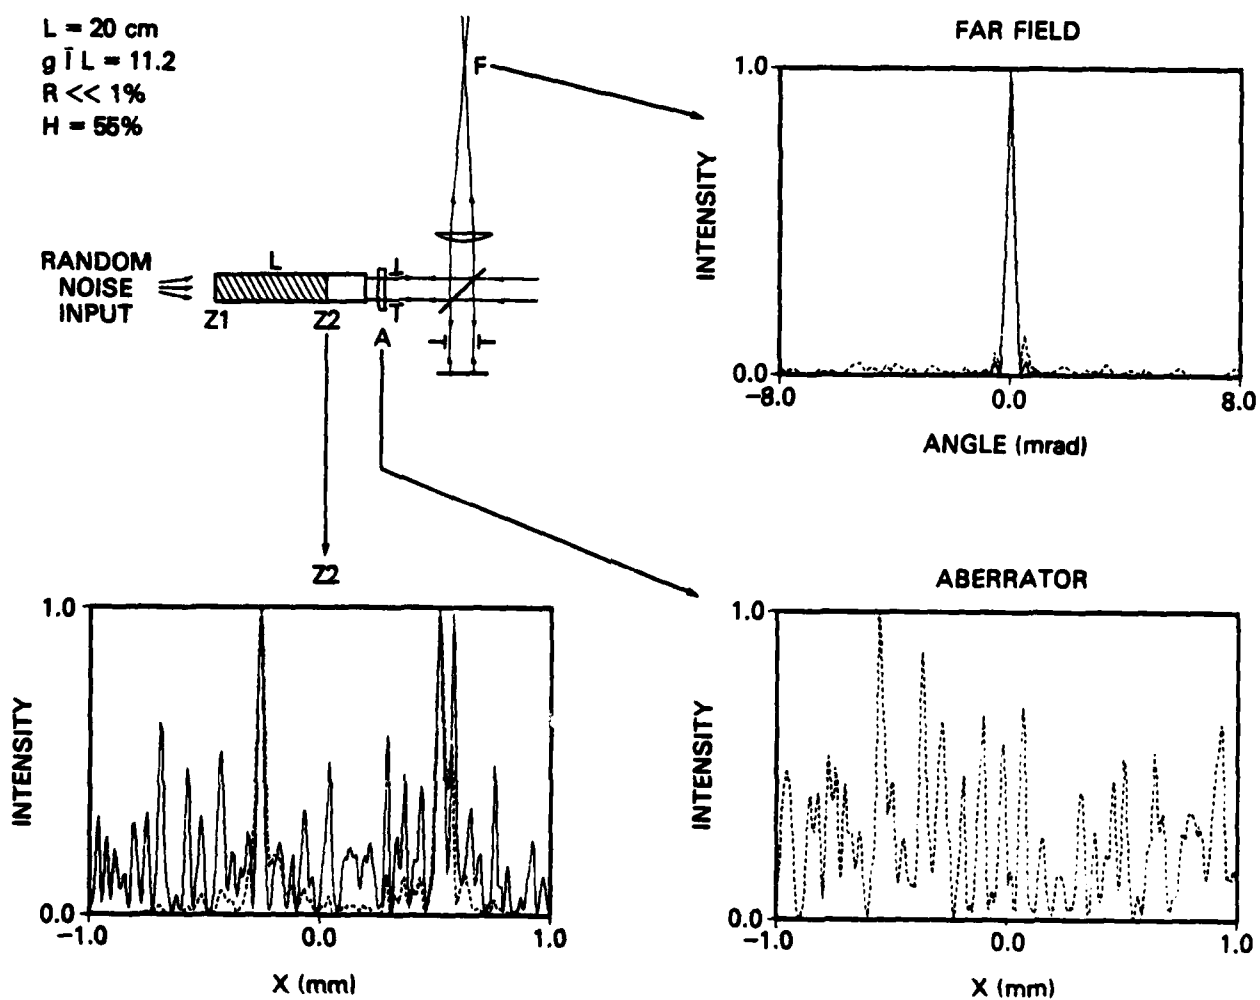 L = 20 cm
g Ī L = 11.2
R << 1%
H = 55%
F
RANDOM
NOISE
INPUT
L
Z1
Z2
A
FAR FIELD
1.0
INTENSITY
0.0
-8.0
0.0
8.0
ANGLE (mrad)
Z2
1.0
INTENSITY
0.0
-1.0
0.0
1.0
X (mm)
ABERRATOR
1.0
INTENSITY
0.0
-1.0
0.0
1.0
X (mm)